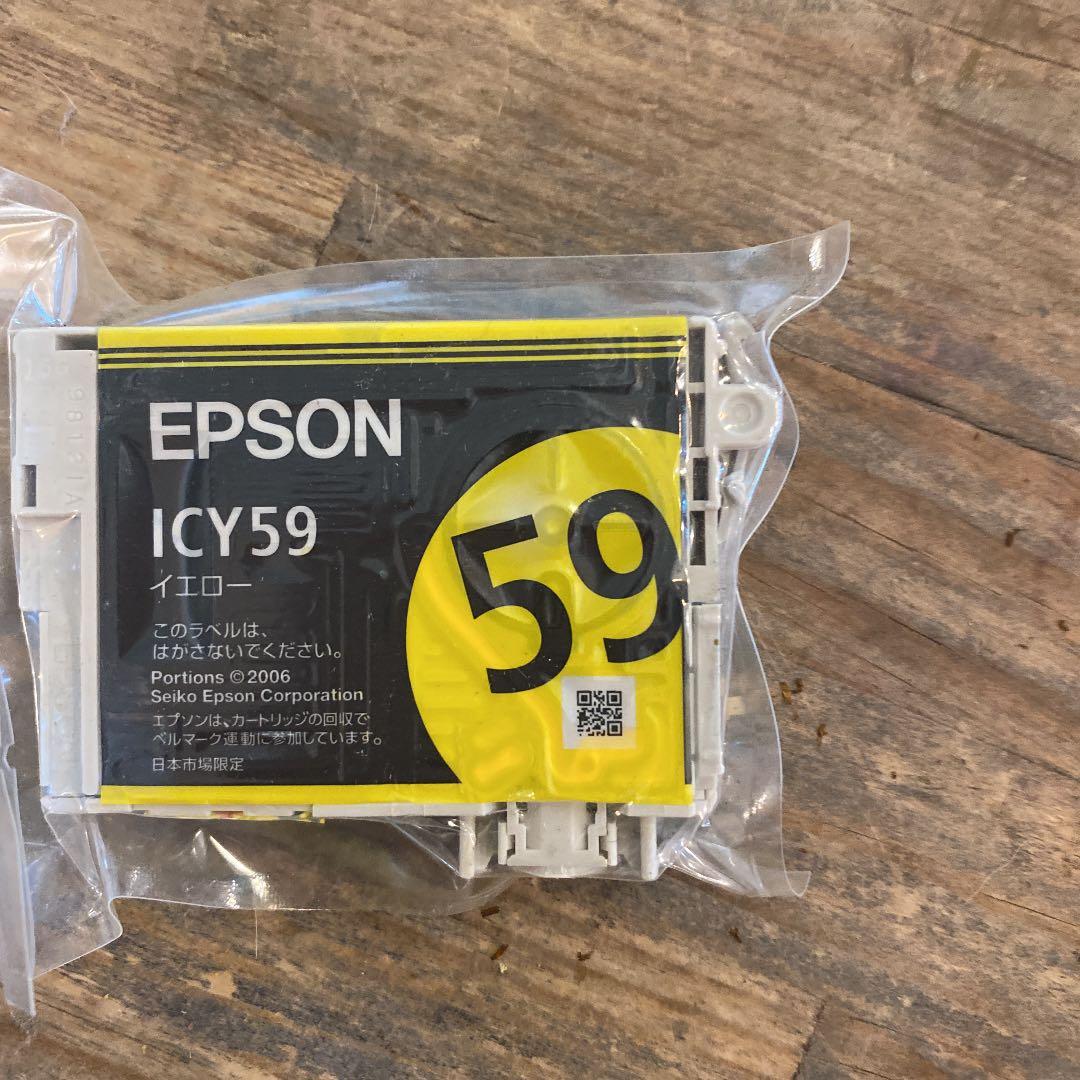 EPSON
ICY59
イエロー
59
このラベルは、
はがさないでください。
Portions ©2006
Seiko Epson Corporation
エプソンは、カートリッジの回収で
ベルマーク運動に参加しています。
日本市場限定